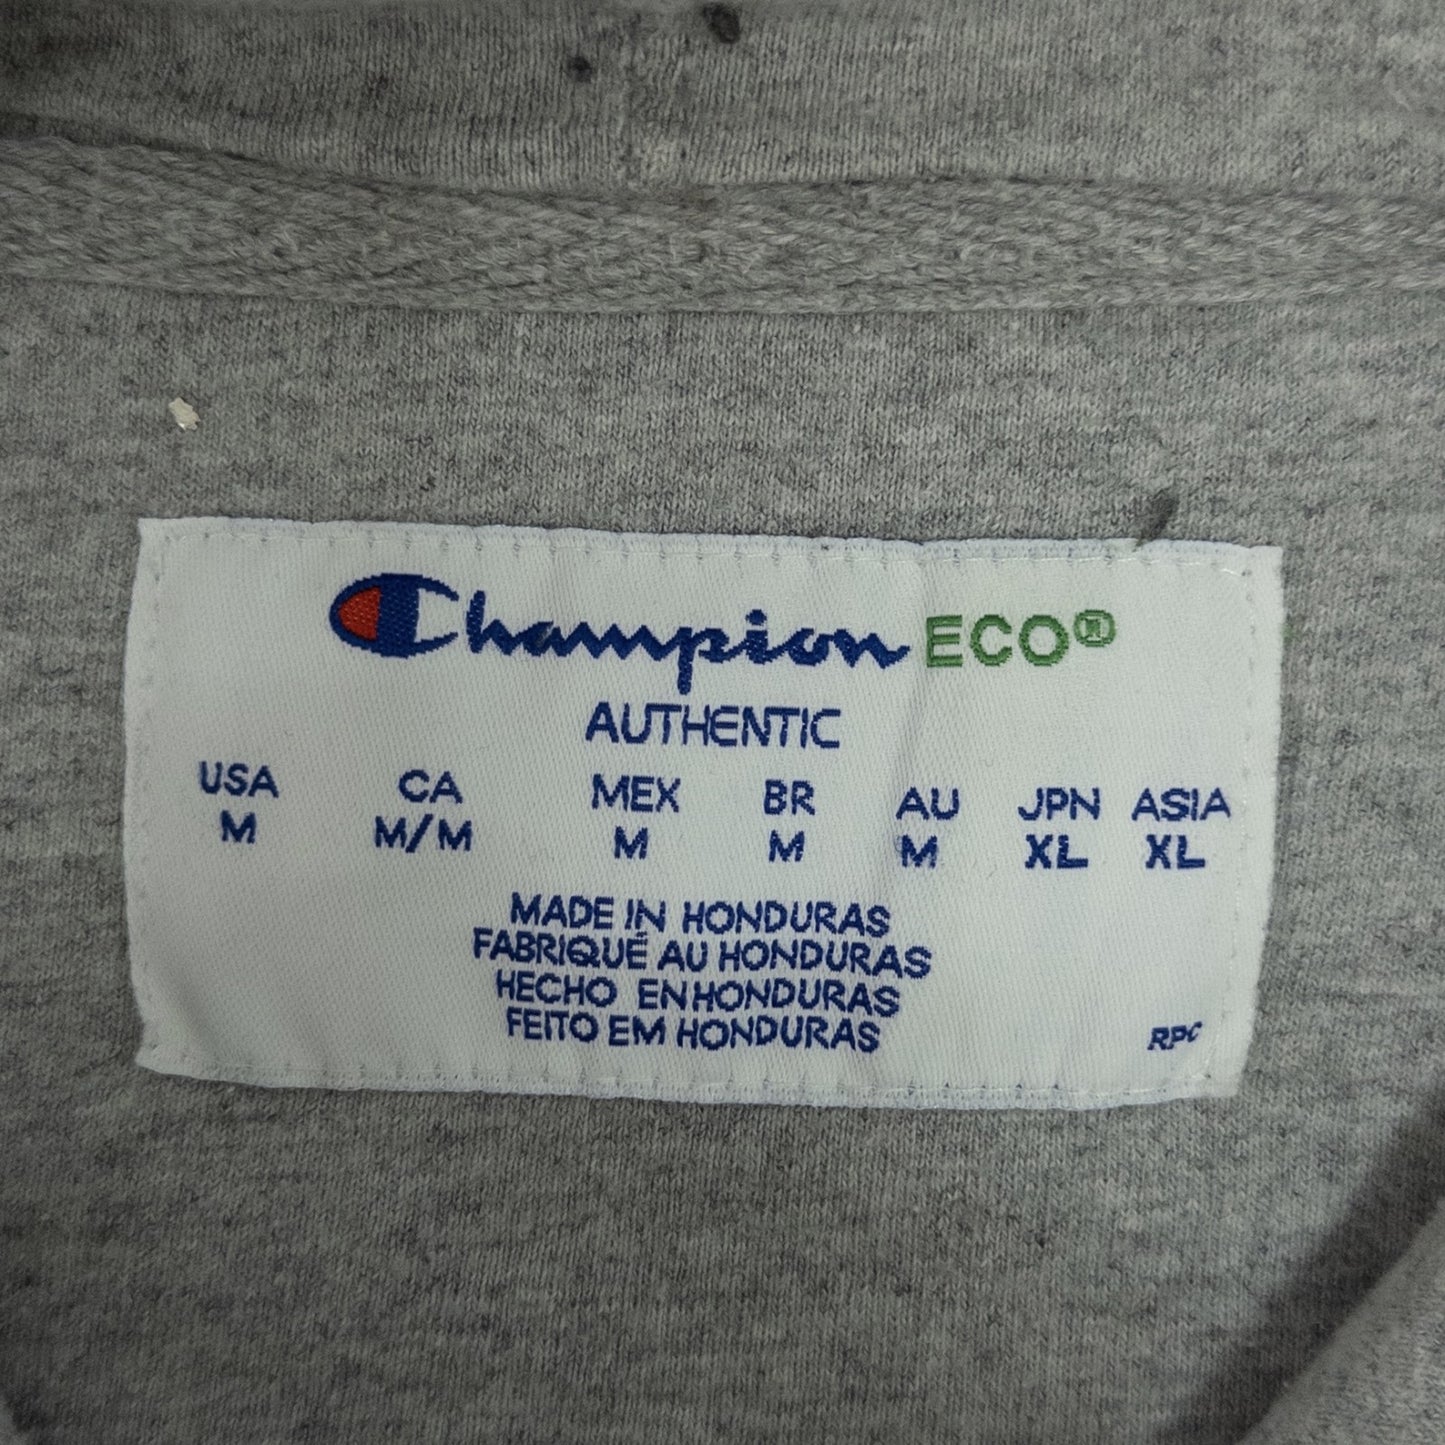 Champion ECO®
AUTHENTIC
USA CA MEX BR AU JPN ASIA
M M/M M M M XL XL
MADE IN HONDURAS
FABRIQUÉ AU HONDURAS
HECHO EN HONDURAS
FEITO EM HONDURAS
RPC